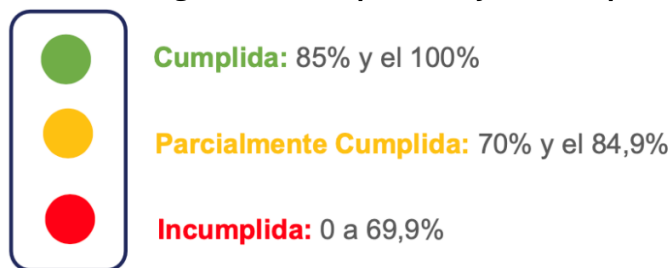 Cumplida: 85% y el 100%
Parcialmente Cumplida: 70% y el 84,9%
Incumplida: 0 a 69,9%